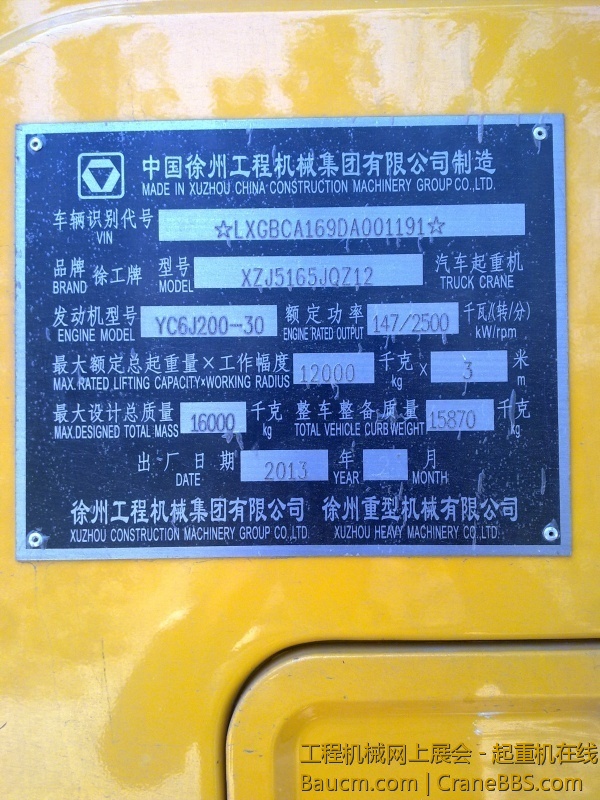 中国徐州工程机械集团有限公司制造
MADE IN XUZHOU CHINA CONSTRUCTION MACHINERY GROUP CO.,LTD.
车辆识别代号 ☆LXGBCA169DA001191☆
VIN
品牌 徐工牌 型号 XZJ5165JQZ12 汽车起重机
BRAND MODEL TRUCK CRANE
发动机型号 YC6J200-30 额定功率 147/2500 千瓦/(转/分)
ENGINE MODEL ENGINE RATED OUTPUT kW/rpm
最大额定总起重量×工作幅度 12000 千克 × 3 米
MAX.RATED LIFTING CAPACITY×WORKING RADIUS kg m
最大设计总质量 16000 千克 整车整备质量 15870 千克
MAX.DESIGNED TOTAL MASS kg TOTAL VEHICLE CURB WEIGHT kg
出厂日期 2013 年 月
DATE YEAR MONTH
徐州工程机械集团有限公司 徐州重型机械有限公司
XUZHOU CONSTRUCTION MACHINERY GROUP CO.,LTD. XUZHOU HEAVY MACHINERY CO.,LTD.
工程机械网上展会 - 起重机在线
Baucm.com | CraneBBS.com